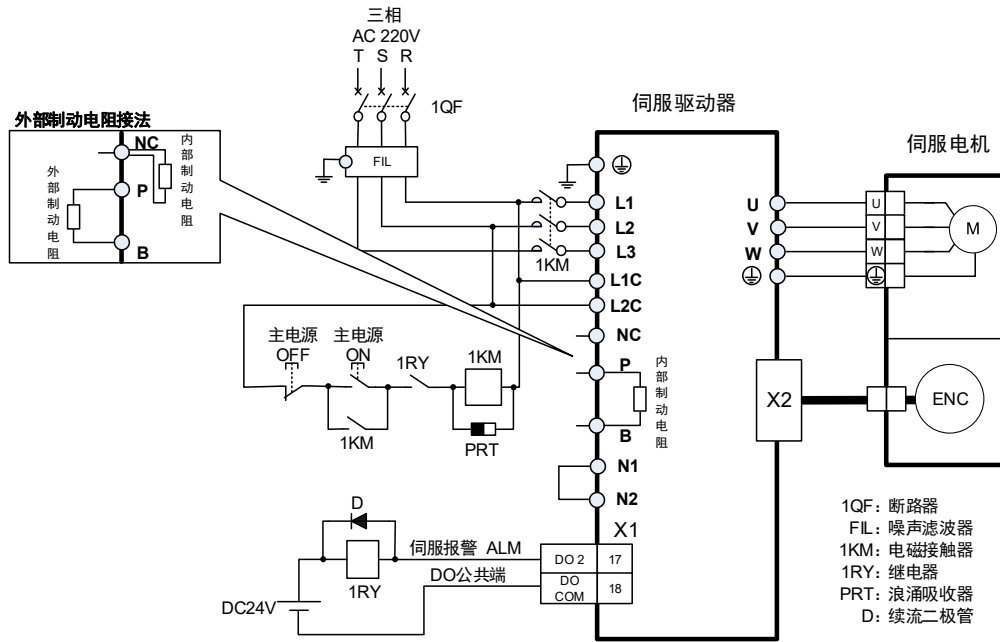 三相
AC 220V
T S R
1QF
外部制动电阻接法
NC
P
B
内部制动电阻
外部制动电阻
FIL
伺服驱动器
伺服电机
L1
L2
L3
1KM
L1C
L2C
NC
P
内部制动电阻
B
N1
N2
U
V
W
U
V
W
M
X2
ENC
主电源
OFF
主电源
ON
1RY
1KM
1KM
PRT
X1
D
1RY
DC24V
伺服报警 ALM
DO公共端
DO 2
17
DO
COM
18
1QF: 断路器
FIL: 噪声滤波器
1KM: 电磁接触器
1RY: 继电器
PRT: 浪涌吸收器
D: 续流二极管